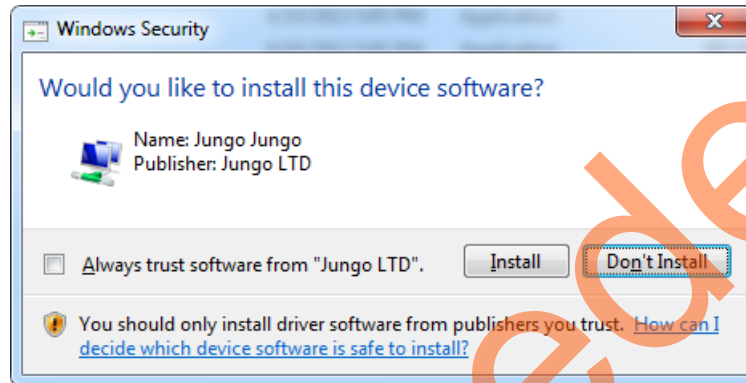 Windows Security
Would you like to install this device software?
Name: Jungo Jungo
Publisher: Jungo LTD
Always trust software from "Jungo LTD".
Install
Don't Install
You should only install driver software from publishers you trust. How can I
decide which device software is safe to install?